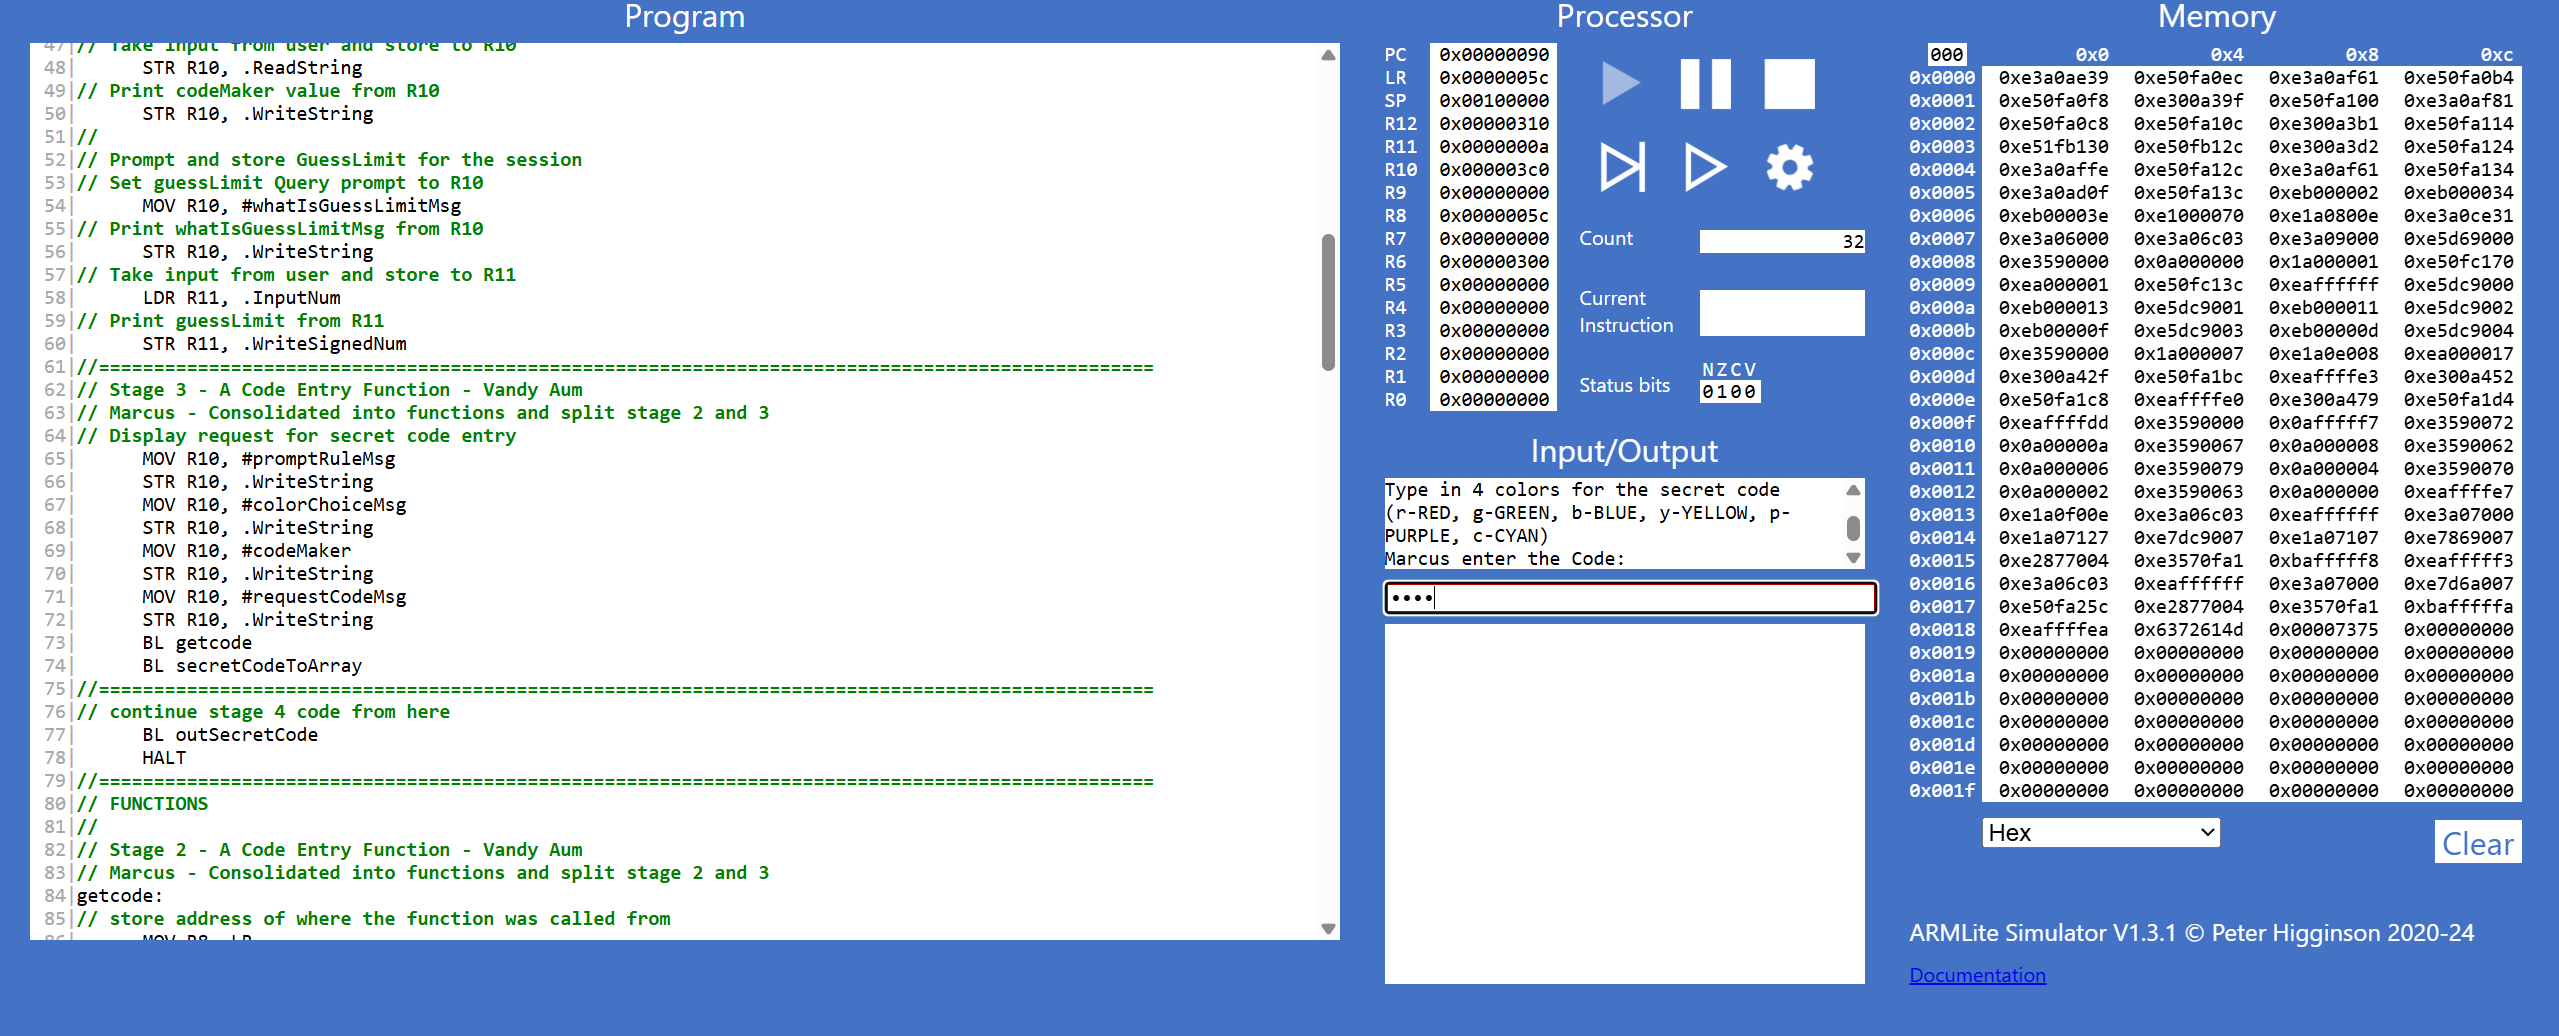 Program
47|// Take input from user and store to R10
48|      STR R10, .ReadString
49|// Print codeMaker value from R10
50|      STR R10, .WriteString
51|//
52|// Prompt and store GuessLimit for the session
53|// Set guessLimit Query prompt to R10
54|      MOV R10, #whatIsGuessLimitMsg
55|// Print whatIsGuessLimitMsg from R10
56|      STR R10, .WriteString
57|// Take input from user and store to R11
58|      LDR R11, .InputNum
59|// Print guessLimit from R11
60|      STR R11, .WriteSignedNum
61|//================================================================================================
62|// Stage 3 - A Code Entry Function - Vandy Aum
63|// Marcus - Consolidated into functions and split stage 2 and 3
64|// Display request for secret code entry
65|      MOV R10, #promptRuleMsg
66|      STR R10, .WriteString
67|      MOV R10, #colorChoiceMsg
68|      STR R10, .WriteString
69|      MOV R10, #codeMaker
70|      STR R10, .WriteString
71|      MOV R10, #requestCodeMsg
72|      STR R10, .WriteString
73|      BL getcode
74|      BL secretCodeToArray
75|//================================================================================================
76|// continue stage 4 code from here
77|      BL outSecretCode
78|      HALT
79|//================================================================================================
80|// FUNCTIONS
81|//
82|// Stage 2 - A Code Entry Function - Vandy Aum
83|// Marcus - Consolidated into functions and split stage 2 and 3
84|getcode:
85|// store address of where the function was called from
86|      MOV R8, LR
Processor
PC 0x00000090
LR 0x0000005c
SP 0x00100000
R12 0x00000310
R11 0x0000000a
R10 0x000003c0
R9 0x00000000
R8 0x0000005c
R7 0x00000000
R6 0x00000300
R5 0x00000000
R4 0x00000000
R3 0x00000000
R2 0x00000000
R1 0x00000000
R0 0x00000000
Count 32
Current
Instruction
NZCV
Status bits 0100
Input/Output
Type in 4 colors for the secret code
(r-RED, g-GREEN, b-BLUE, y-YELLOW, p-
PURPLE, c-CYAN)
Marcus enter the Code:
••••
Memory
000 0x0 0x4 0x8 0xc
0x0000 0xe3a0ae39 0xe50fa0ec 0xe3a0af61 0xe50fa0b4
0x0001 0xe50fa0f8 0xe300a39f 0xe50fa100 0xe3a0af81
0x0002 0xe50fa0c8 0xe50fa10c 0xe300a3b1 0xe50fa114
0x0003 0xe51fb130 0xe50fb12c 0xe300a3d2 0xe50fa124
0x0004 0xe3a0affe 0xe50fa12c 0xe3a0af61 0xe50fa134
0x0005 0xe3a0ad0f 0xe50fa13c 0xeb000002 0xeb000034
0x0006 0xeb00003e 0xe1000070 0xe1a0800e 0xe3a0ce31
0x0007 0xe3a06000 0xe3a06c03 0xe3a09000 0xe5d69000
0x0008 0xe3590000 0x0a000000 0x1a000001 0xe50fc170
0x0009 0xea000001 0xe50fc13c 0xeaffffff 0xe5dc9000
0x000a 0xeb000013 0xe5dc9001 0xeb000011 0xe5dc9002
0x000b 0xeb00000f 0xe5dc9003 0xeb00000d 0xe5dc9004
0x000c 0xe3590000 0x1a000007 0xe1a0e008 0xea000017
0x000d 0xe300a42f 0xe50fa1bc 0xeaffffe3 0xe300a452
0x000e 0xe50fa1c8 0xeaffffe0 0xe300a479 0xe50fa1d4
0x000f 0xeaffffdd 0xe3590000 0x0afffff7 0xe3590072
0x0010 0x0a00000a 0xe3590067 0x0a000008 0xe3590062
0x0011 0x0a000006 0xe3590079 0x0a000004 0xe3590070
0x0012 0x0a000002 0xe3590063 0x0a000000 0xeaffffe7
0x0013 0xe1a0f00e 0xe3a06c03 0xeaffffff 0xe3a07000
0x0014 0xe1a07127 0xe7dc9007 0xe1a07107 0xe7869007
0x0015 0xe2877004 0xe3570fa1 0xbafffff8 0xeafffff3
0x0016 0xe3a06c03 0xeaffffff 0xe3a07000 0xe7d6a007
0x0017 0xe50fa25c 0xe2877004 0xe3570fa1 0xbafffffa
0x0018 0xeaffffea 0x6372614d 0x00007375 0x00000000
0x0019 0x00000000 0x00000000 0x00000000 0x00000000
0x001a 0x00000000 0x00000000 0x00000000 0x00000000
0x001b 0x00000000 0x00000000 0x00000000 0x00000000
0x001c 0x00000000 0x00000000 0x00000000 0x00000000
0x001d 0x00000000 0x00000000 0x00000000 0x00000000
0x001e 0x00000000 0x00000000 0x00000000 0x00000000
0x001f 0x00000000 0x00000000 0x00000000 0x00000000
Hex
Clear
ARMLite Simulator V1.3.1 © Peter Higginson 2020-24
Documentation